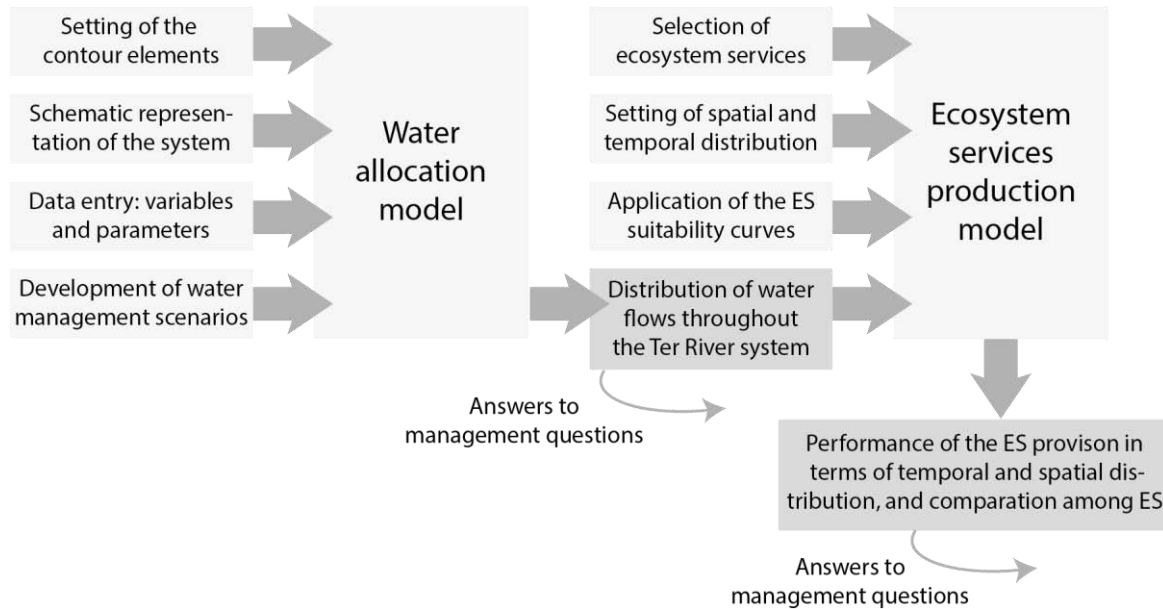 Setting of the
contour elements
Schematic represen-
tation of the system
Data entry: variables
and parameters
Development of water
management scenarios
Water
allocation
model
Selection of
ecosystem services
Setting of spatial and
temporal distribution
Application of the ES
suitability curves
Distribution of water
flows throughout
the Ter River system
Ecosystem
services
production
model
Answers to
management questions
Performance of the ES provison in
terms of temporal and spatial dis-
tribution, and comparation among ES
Answers to
management questions